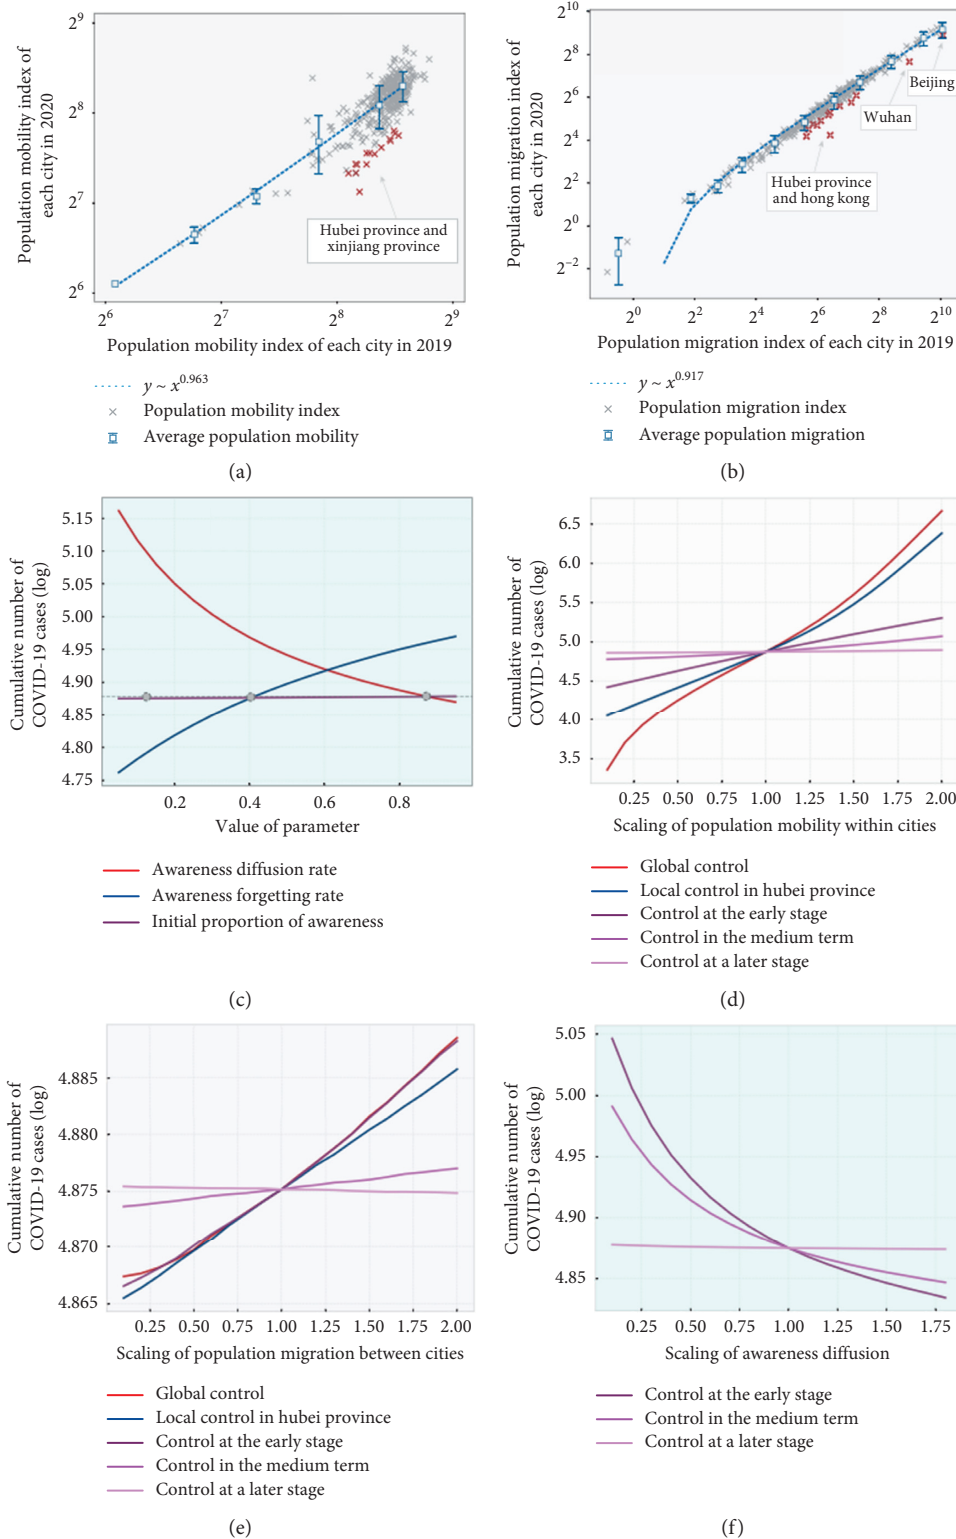 2^9
2^8
2^7
2^6
Population mobility index of
each city in 2020
Hubei province and
xinjiang province
2^6 2^7 2^8 2^9
Population mobility index of each city in 2019
y ~ x^0.963
Population mobility index
Average population mobility
(a)
2^10
2^8
2^6
2^4
2^2
2^0
2^−2
Population migration index of
each city in 2020
Beijing
Wuhan
Hubei province
and hong kong
2^0 2^2 2^4 2^6 2^8 2^10
Population migration index of each city in 2019
y ~ x^0.917
Population migration index
Average population migration
(b)
5.15
5.10
5.05
5.00
4.95
4.90
4.85
4.80
4.75
Cumulative number of
COVID-19 cases (log)
0.2 0.4 0.6 0.8
Value of parameter
Awareness diffusion rate
Awareness forgetting rate
Initial proportion of awareness
(c)
6.5
6.0
5.5
5.0
4.5
4.0
3.5
Cumulative number of
COVID-19 cases (log)
0.25 0.50 0.75 1.00 1.25 1.50 1.75 2.00
Scaling of population mobility within cities
Global control
Local control in hubei province
Control at the early stage
Control in the medium term
Control at a later stage
(d)
4.885
4.880
4.875
4.870
4.865
Cumulative number of
COVID-19 cases (log)
0.25 0.50 0.75 1.00 1.25 1.50 1.75 2.00
Scaling of population migration between cities
Global control
Local control in hubei province
Control at the early stage
Control in the medium term
Control at a later stage
(e)
5.05
5.00
4.95
4.90
4.85
Cumulative number of
COVID-19 cases (log)
0.25 0.50 0.75 1.00 1.25 1.50 1.75
Scaling of awareness diffusion
Control at the early stage
Control in the medium term
Control at a later stage
(f)